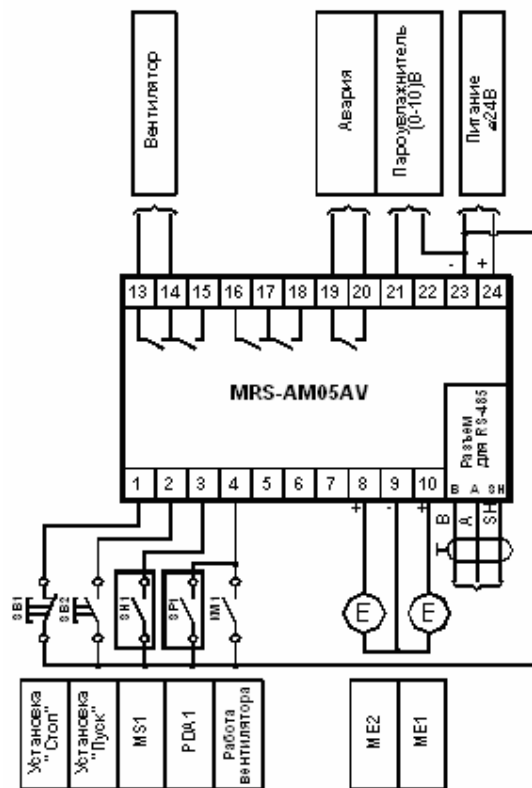 Вентилятор
Авария
Пароувлажнитель
(0-10)В
Питание
≂24В
- +
13 14 15 16 17 18 19 20 21 22 23 24
MRS-AM05AV
Разъем
для RS-485
B A SH
1 2 3 4 5 6 7 8 9 10
+ - +
B
A
SH
SB1
SB2
SH1
SP1
KM1
E
E
Установка
"Стоп"
Установка
"Пуск"
MS1
PDA1
Работа
вентилятора
ME2
ME1